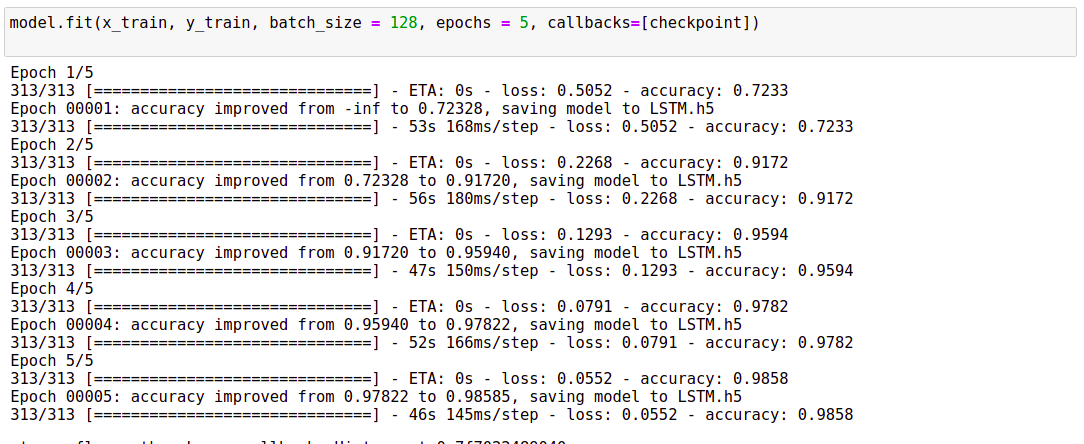 model.fit(x_train, y_train, batch_size = 128, epochs = 5, callbacks=[checkpoint])
Epoch 1/5
313/313 [==============================] - ETA: 0s - loss: 0.5052 - accuracy: 0.7233
Epoch 00001: accuracy improved from -inf to 0.72328, saving model to LSTM.h5
313/313 [==============================] - 53s 168ms/step - loss: 0.5052 - accuracy: 0.7233
Epoch 2/5
313/313 [==============================] - ETA: 0s - loss: 0.2268 - accuracy: 0.9172
Epoch 00002: accuracy improved from 0.72328 to 0.91720, saving model to LSTM.h5
313/313 [==============================] - 56s 180ms/step - loss: 0.2268 - accuracy: 0.9172
Epoch 3/5
313/313 [==============================] - ETA: 0s - loss: 0.1293 - accuracy: 0.9594
Epoch 00003: accuracy improved from 0.91720 to 0.95940, saving model to LSTM.h5
313/313 [==============================] - 47s 150ms/step - loss: 0.1293 - accuracy: 0.9594
Epoch 4/5
313/313 [==============================] - ETA: 0s - loss: 0.0791 - accuracy: 0.9782
Epoch 00004: accuracy improved from 0.95940 to 0.97822, saving model to LSTM.h5
313/313 [==============================] - 52s 166ms/step - loss: 0.0791 - accuracy: 0.9782
Epoch 5/5
313/313 [==============================] - ETA: 0s - loss: 0.0552 - accuracy: 0.9858
Epoch 00005: accuracy improved from 0.97822 to 0.98585, saving model to LSTM.h5
313/313 [==============================] - 46s 145ms/step - loss: 0.0552 - accuracy: 0.9858